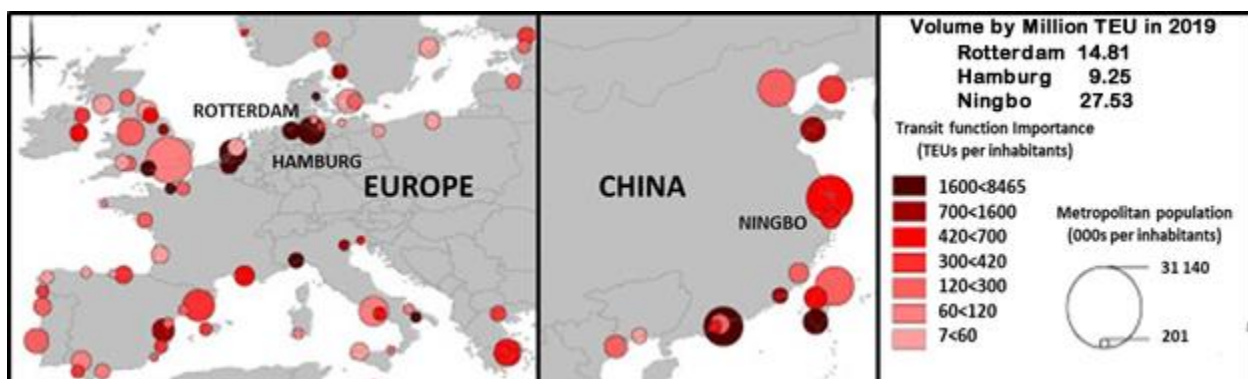 ROTTERDAM
HAMBURG
EUROPE
CHINA
NINGBO
Volume by Million TEU in 2019
Rotterdam 14.81
Hamburg 9.25
Ningbo 27.53
Transit function Importance
(TEUs per inhabitants)
1600<8465
700<1600
420<700
300<420
120<300
60<120
7<60
Metropolitan population
(000s per inhabitants)
31 140
201